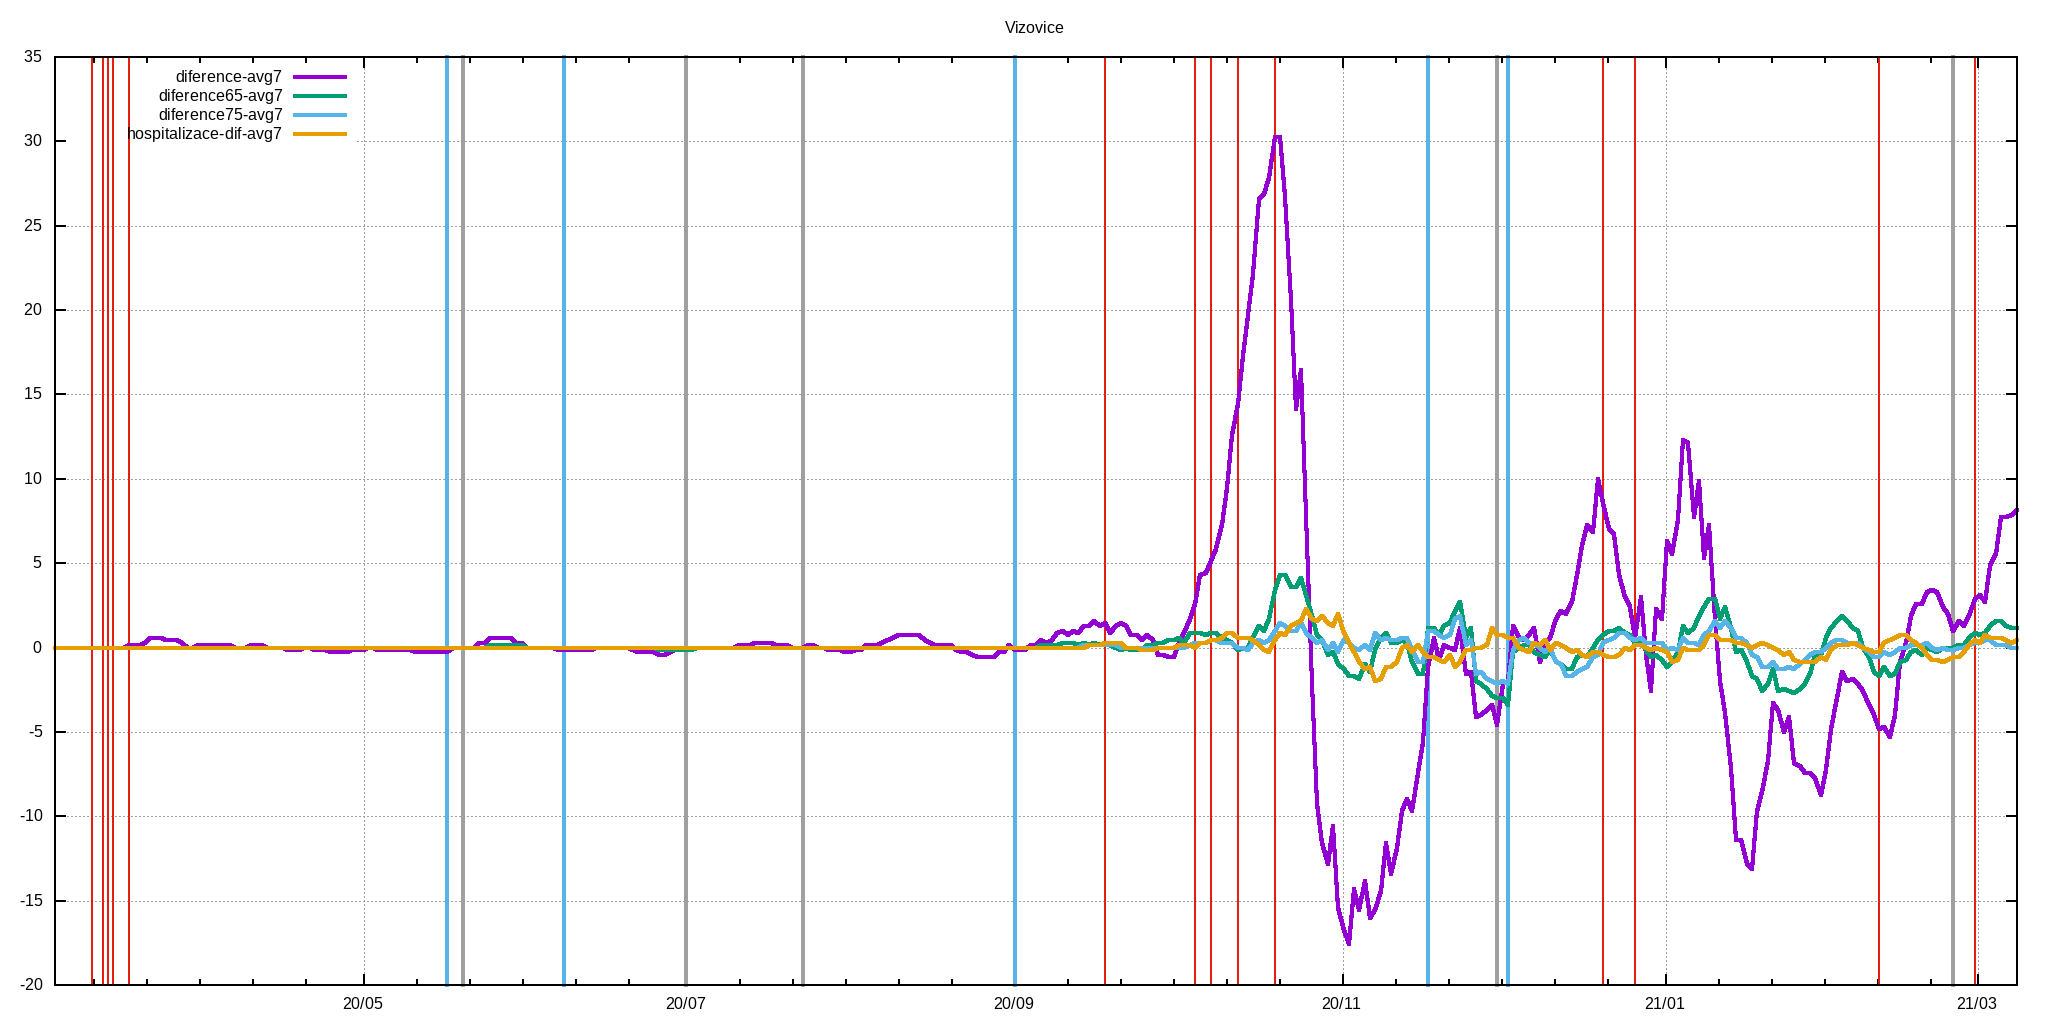 Vizovice
diference-avg7
diference65-avg7
diference75-avg7
hospitalizace-dif-avg7
35
30
25
20
15
10
5
0
-5
-10
-15
-20
20/05 20/07 20/09 20/11 21/01 21/03